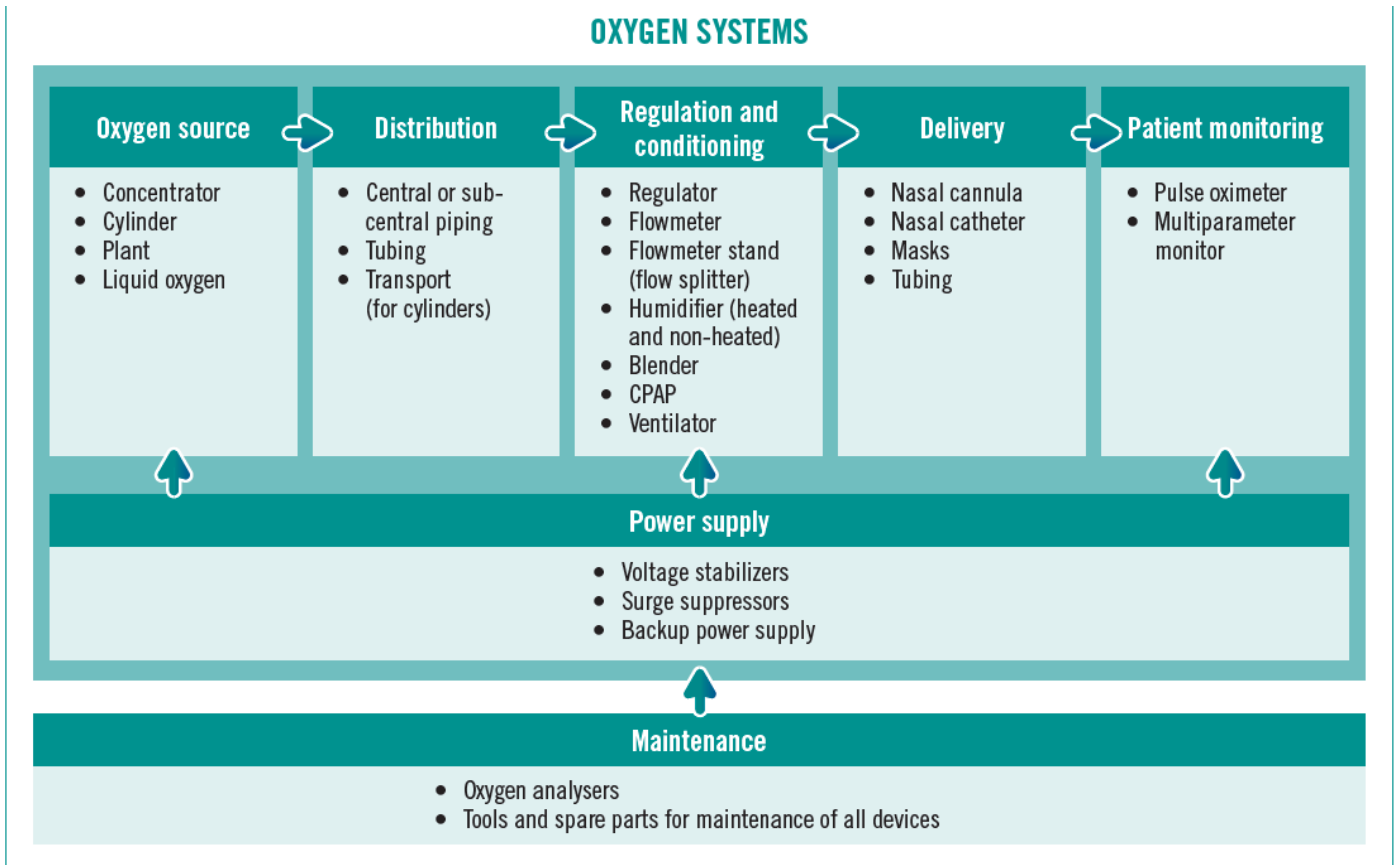 OXYGEN SYSTEMS
Oxygen source
• Concentrator
• Cylinder
• Plant
• Liquid oxygen
Distribution
• Central or sub-
central piping
• Tubing
• Transport
(for cylinders)
Regulation and
conditioning
• Regulator
• Flowmeter
• Flowmeter stand
(flow splitter)
• Humidifier (heated
and non-heated)
• Blender
• CPAP
• Ventilator
Delivery
• Nasal cannula
• Nasal catheter
• Masks
• Tubing
Patient monitoring
• Pulse oximeter
• Multiparameter
monitor
Power supply
• Voltage stabilizers
• Surge suppressors
• Backup power supply
Maintenance
• Oxygen analysers
• Tools and spare parts for maintenance of all devices